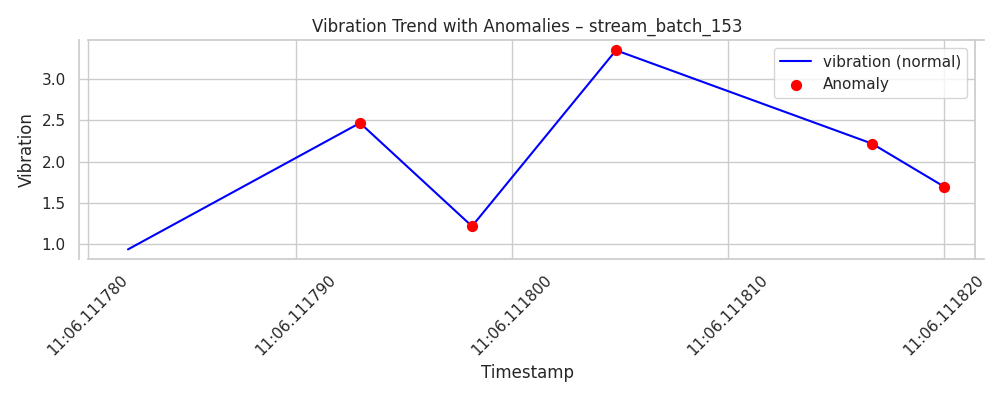 Vibration Trend with Anomalies – stream_batch_153
vibration (normal)
Anomaly
Vibration
3.0
2.5
2.0
1.5
1.0
11:06.111780
11:06.111790
11:06.111800
11:06.111810
11:06.111820
Timestamp